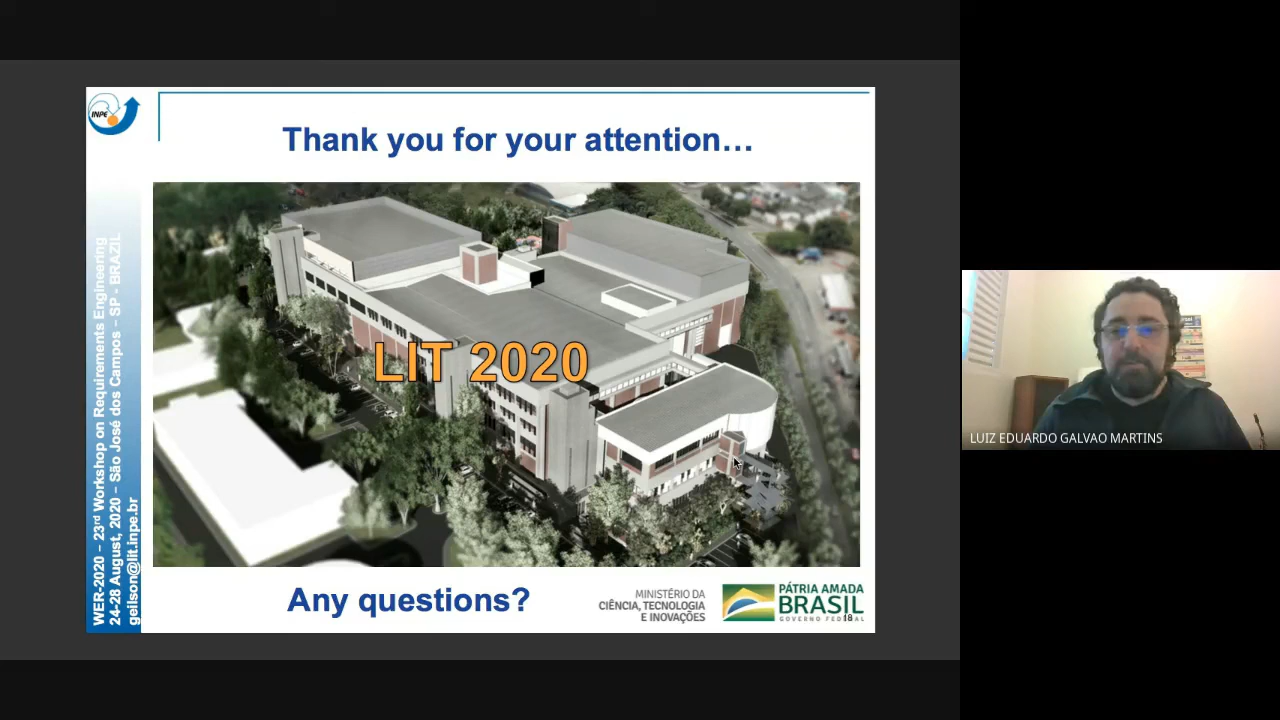 INPE
Thank you for your attention…
LIT 2020
WER-2020 – 23rd Workshop on Requirements Engineering
24-28 August, 2020 – São José dos Campos – SP - BRAZIL
geilson@lit.inpe.br
Any questions?
MINISTÉRIO DA
CIÊNCIA, TECNOLOGIA
E INOVAÇÕES
PÁTRIA AMADA
BRASIL
GOVERNO FEDERAL
18
LUIZ EDUARDO GALVAO MARTINS